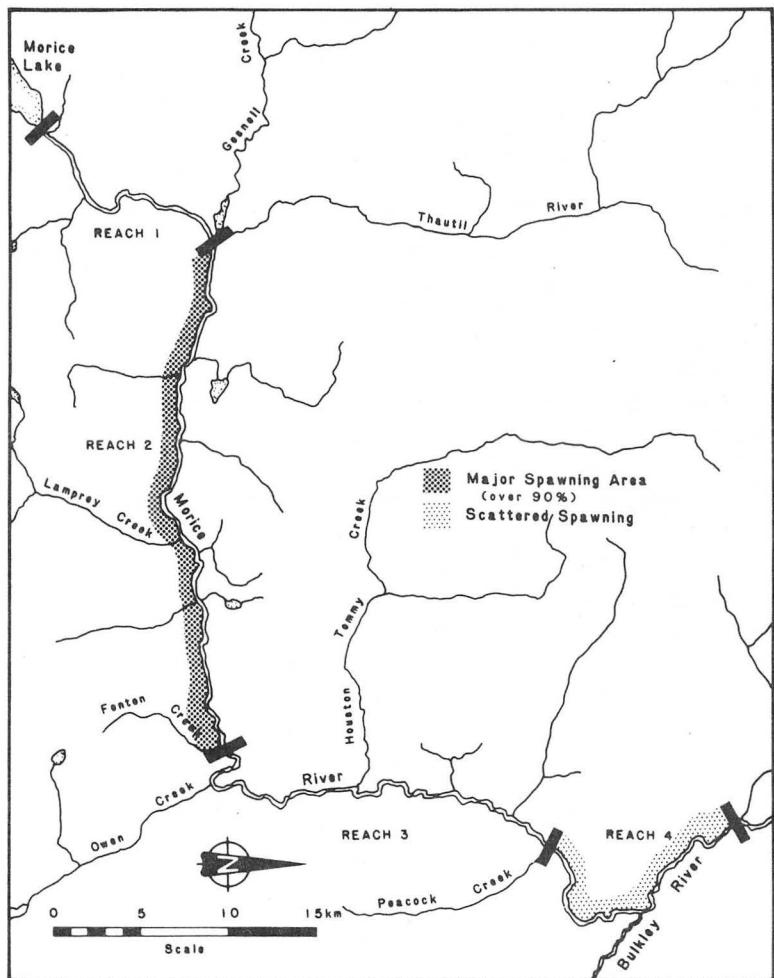 Morice
Lake
Gosnell Creek
REACH 1
Thautil River
REACH 2
Lamprey Creek
Morice
Major Spawning Area
(over 90%)
Scattered Spawning
Houston Tommy Creek
Fenton Creek
River
Owen Creek
REACH 3
REACH 4
N
Peacock Creek
Bulkley River
0 5 10 15km
Scale